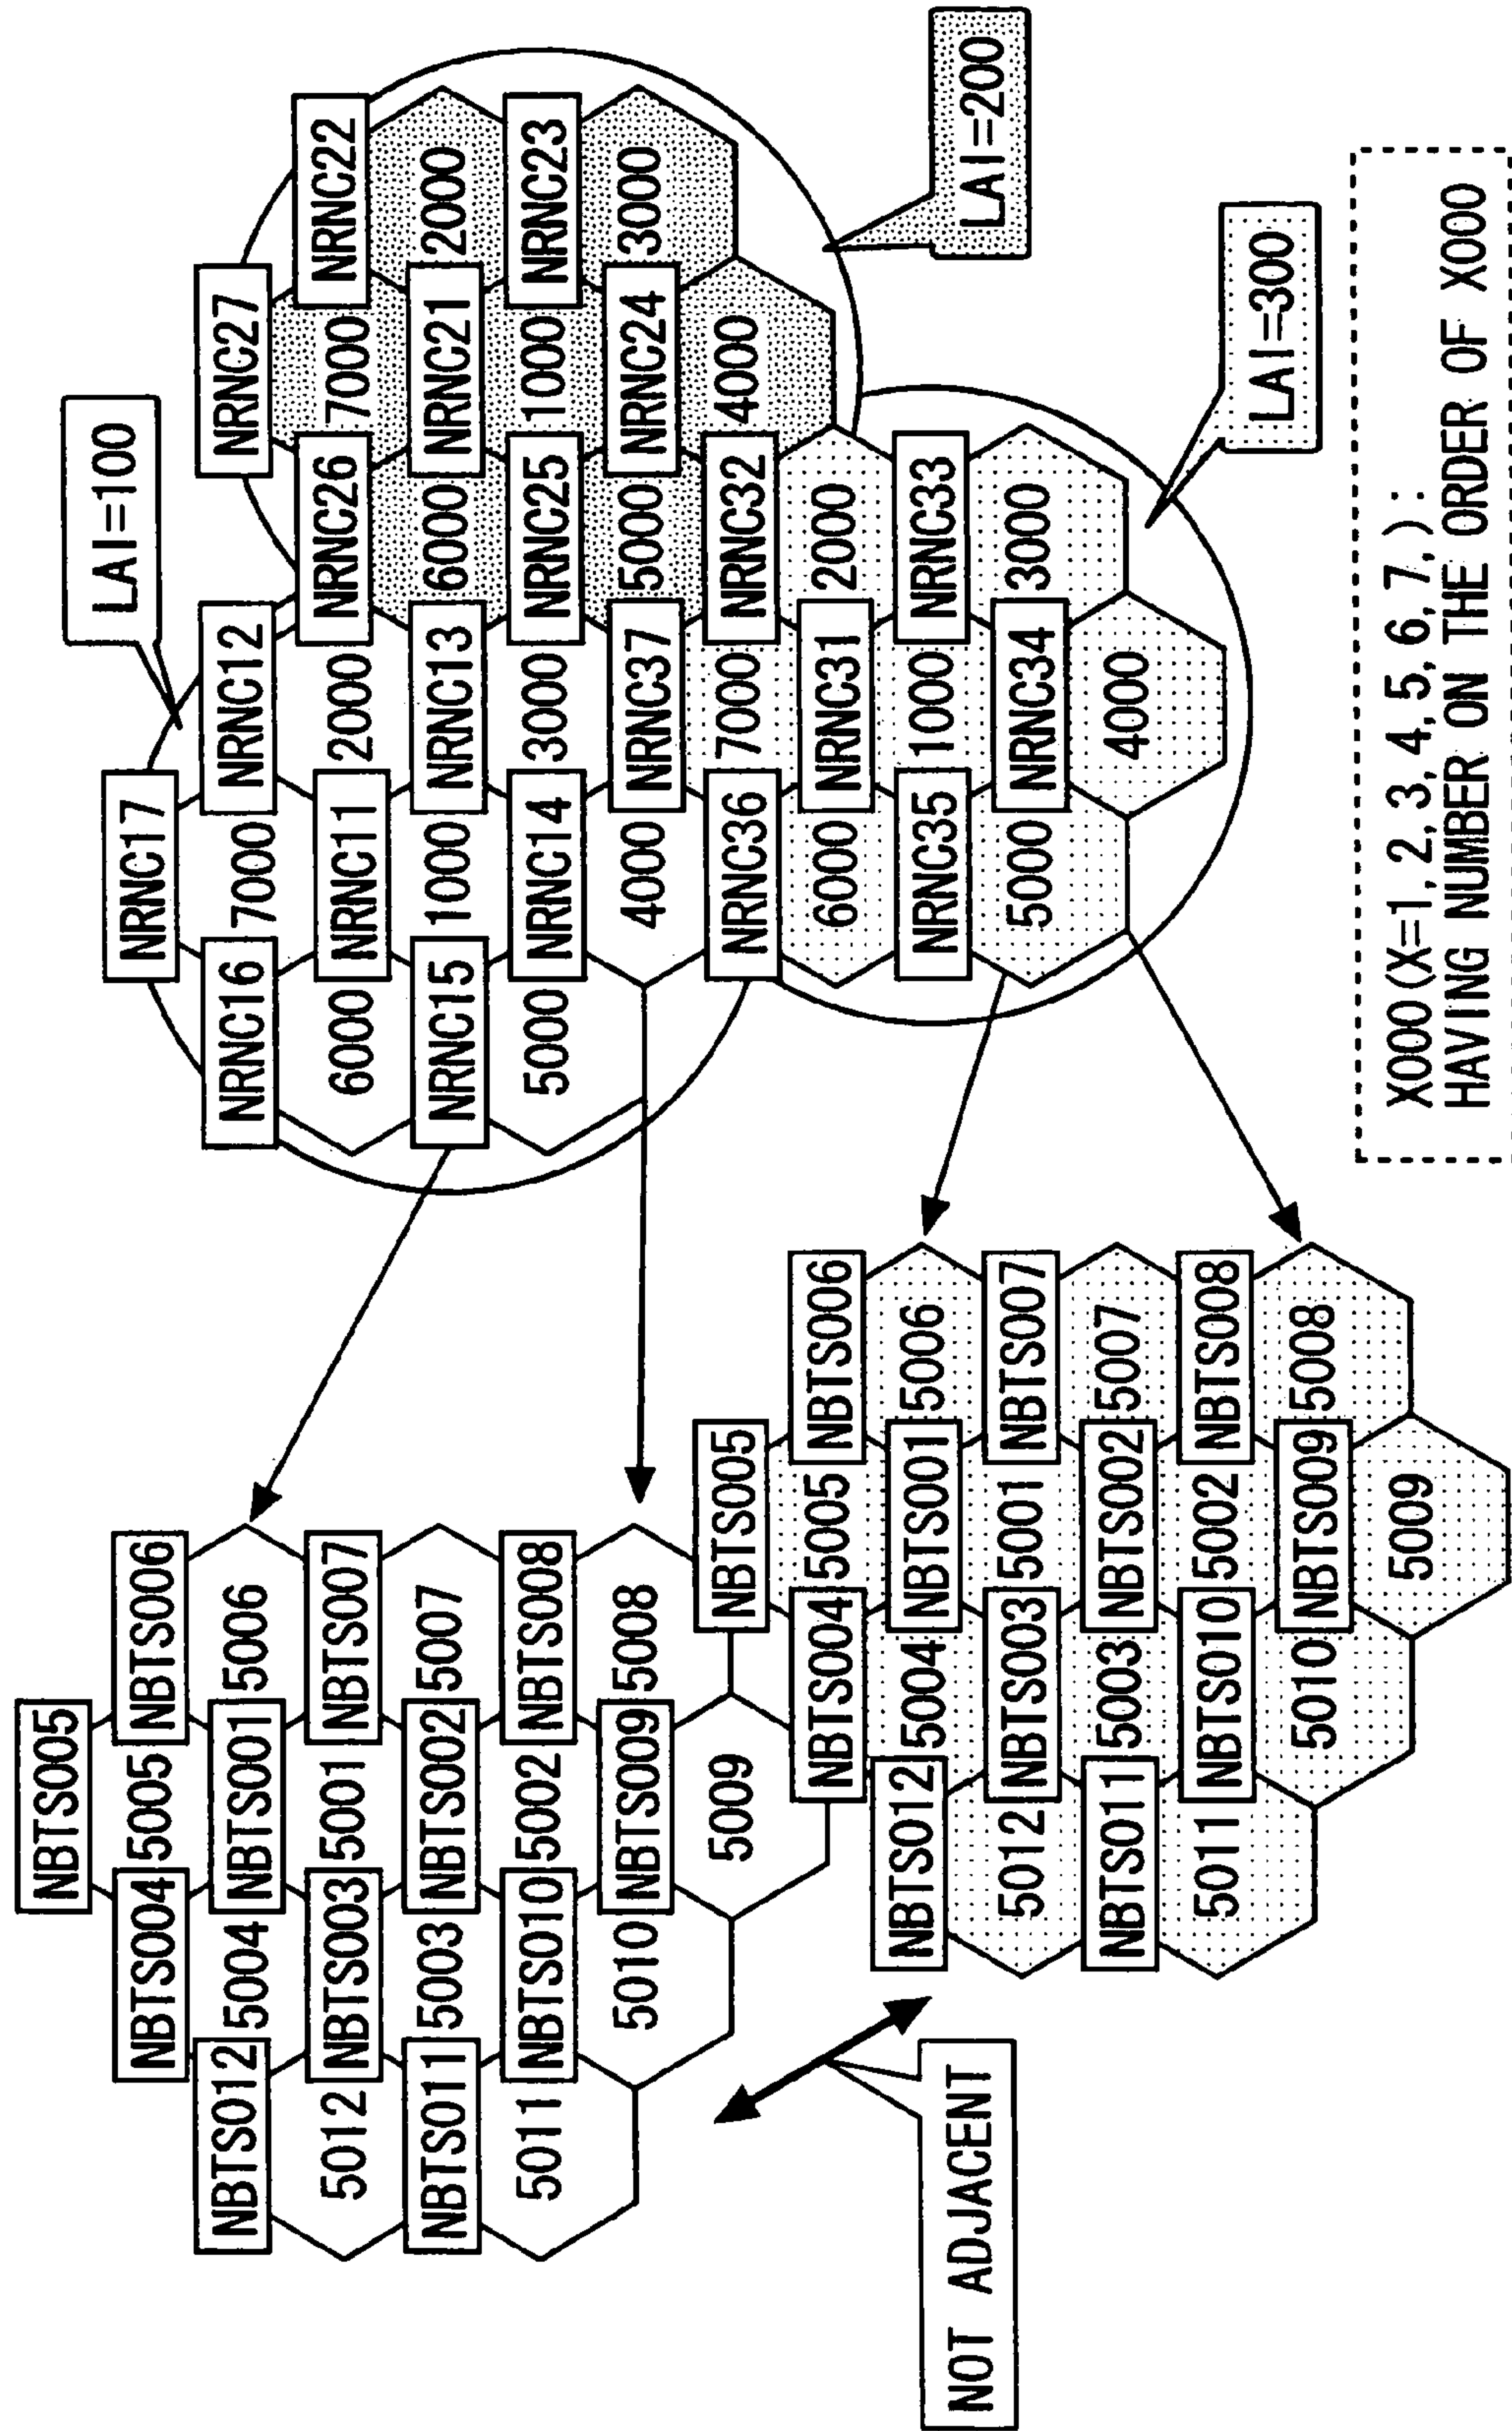 LAI=100
NRNC17
NRNC16 7000 NRNC12 NRNC27
6000 NRNC11 2000 NRNC26 7000 NRNC22
NRNC15 1000 NRNC13 6000 NRNC21 2000
5000 NRNC14 3000 NRNC25 1000 NRNC23
4000 NRNC37 5000 NRNC24 3000
NRNC36 7000 NRNC32 4000
6000 NRNC31 2000
NRNC35 1000 NRNC33
5000 NRNC34 3000
4000
LAI=200
LAI=300
NBTS005
NBTS004 5005 NBTS006
NBTS012 5004 NBTS001 5006
5012 NBTS003 5001 NBTS007
NBTS011 5003 NBTS002 5007
5011 NBTS010 5002 NBTS008
5010 NBTS009 5008
5009
NBTS005
NBTS004 5005 NBTS006
NBTS012 5004 NBTS001 5006
5012 NBTS003 5001 NBTS007
NBTS011 5003 NBTS002 5007
5011 NBTS010 5002 NBTS008
5010 NBTS009 5008
5009
NOT ADJACENT
X000(X=1,2,3,4,5,6,7,):
HAVING NUMBER ON THE ORDER OF X000